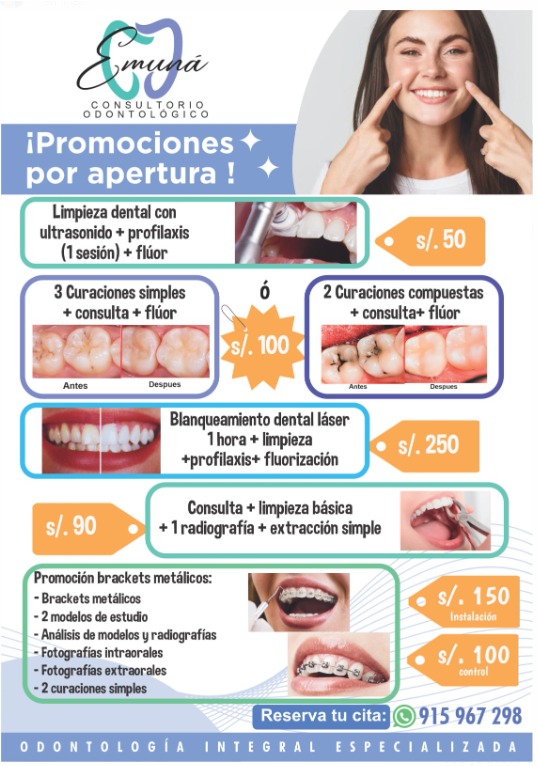 Emuná
CONSULTORIO
ODONTOLÓGICO
¡Promociones
por apertura !
Limpieza dental con
ultrasonido + profilaxis
(1 sesión) + flúor
s/. 50
3 Curaciones simples
+ consulta + flúor
Antes
Despues
ó
s/. 100
2 Curaciones compuestas
+ consulta+ flúor
Antes
Despues
Blanqueamiento dental láser
1 hora + limpieza
+profilaxis+ fluorización
s/. 250
s/. 90
Consulta + limpieza básica
+ 1 radiografía + extracción simple
Promoción brackets metálicos:
- Brackets metálicos
- 2 modelos de estudio
- Análisis de modelos y radiografías
- Fotografías intraorales
- Fotografías extraorales
- 2 curaciones simples
s/. 150
Instalación
s/. 100
control
Reserva tu cita: 915 967 298
ODONTOLOGÍA INTEGRAL ESPECIALIZADA